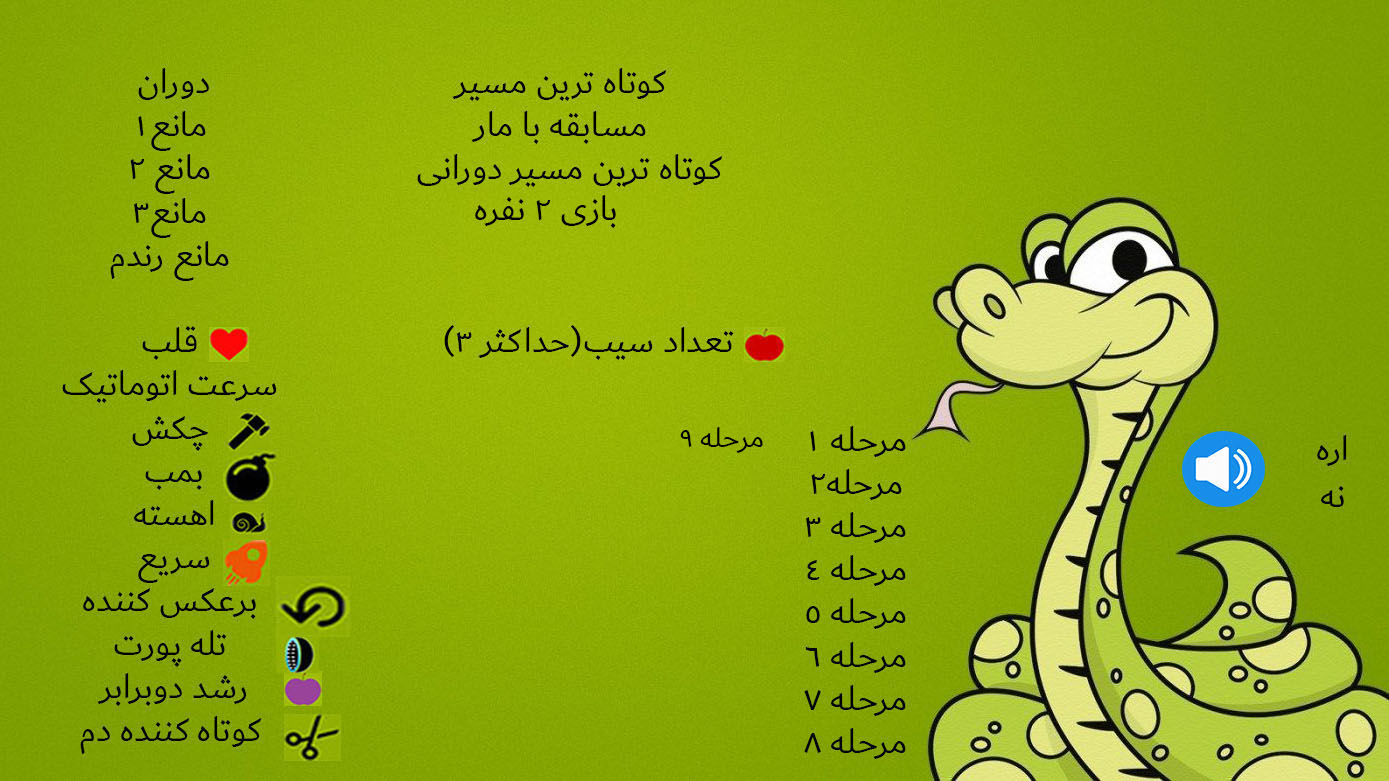 کوتاه ترین مسیر
مسابقه با مار
کوتاه ترین مسیر دورانی
بازی ۲ نفره
دوران
مانع۱
مانع ۲
مانع۳
مانع رندم
تعداد سیب(حداکثر ۳)
قلب
سرعت اتوماتیک
چکش
بمب
اهسته
سریع
برعکس کننده
تله پورت
رشد دوبرابر
کوتاه کننده دم
اره
نه
مرحله ۱
مرحله۲
مرحله ۳
مرحله ٤
مرحله ٥
مرحله ٦
مرحله ۷
مرحله ۸
مرحله ۹